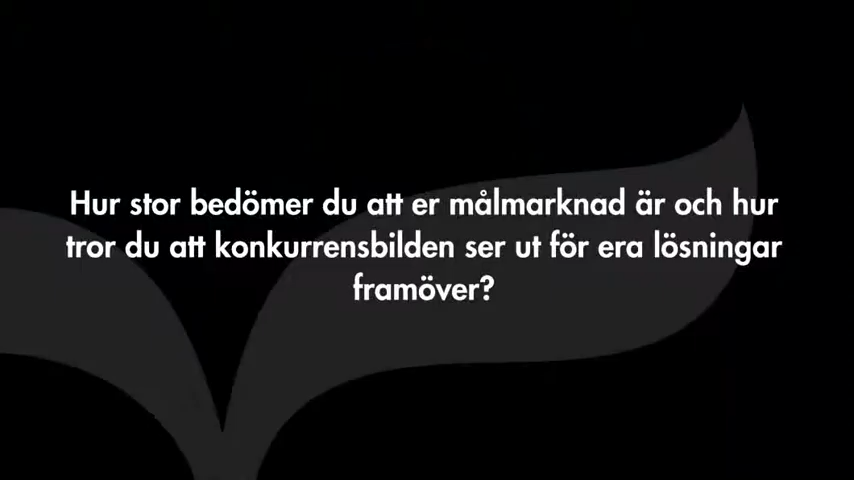 Hur stor bedömer du att er målmarknad är och hur
tror du att konkurrensbilden ser ut för era lösningar
framöver?